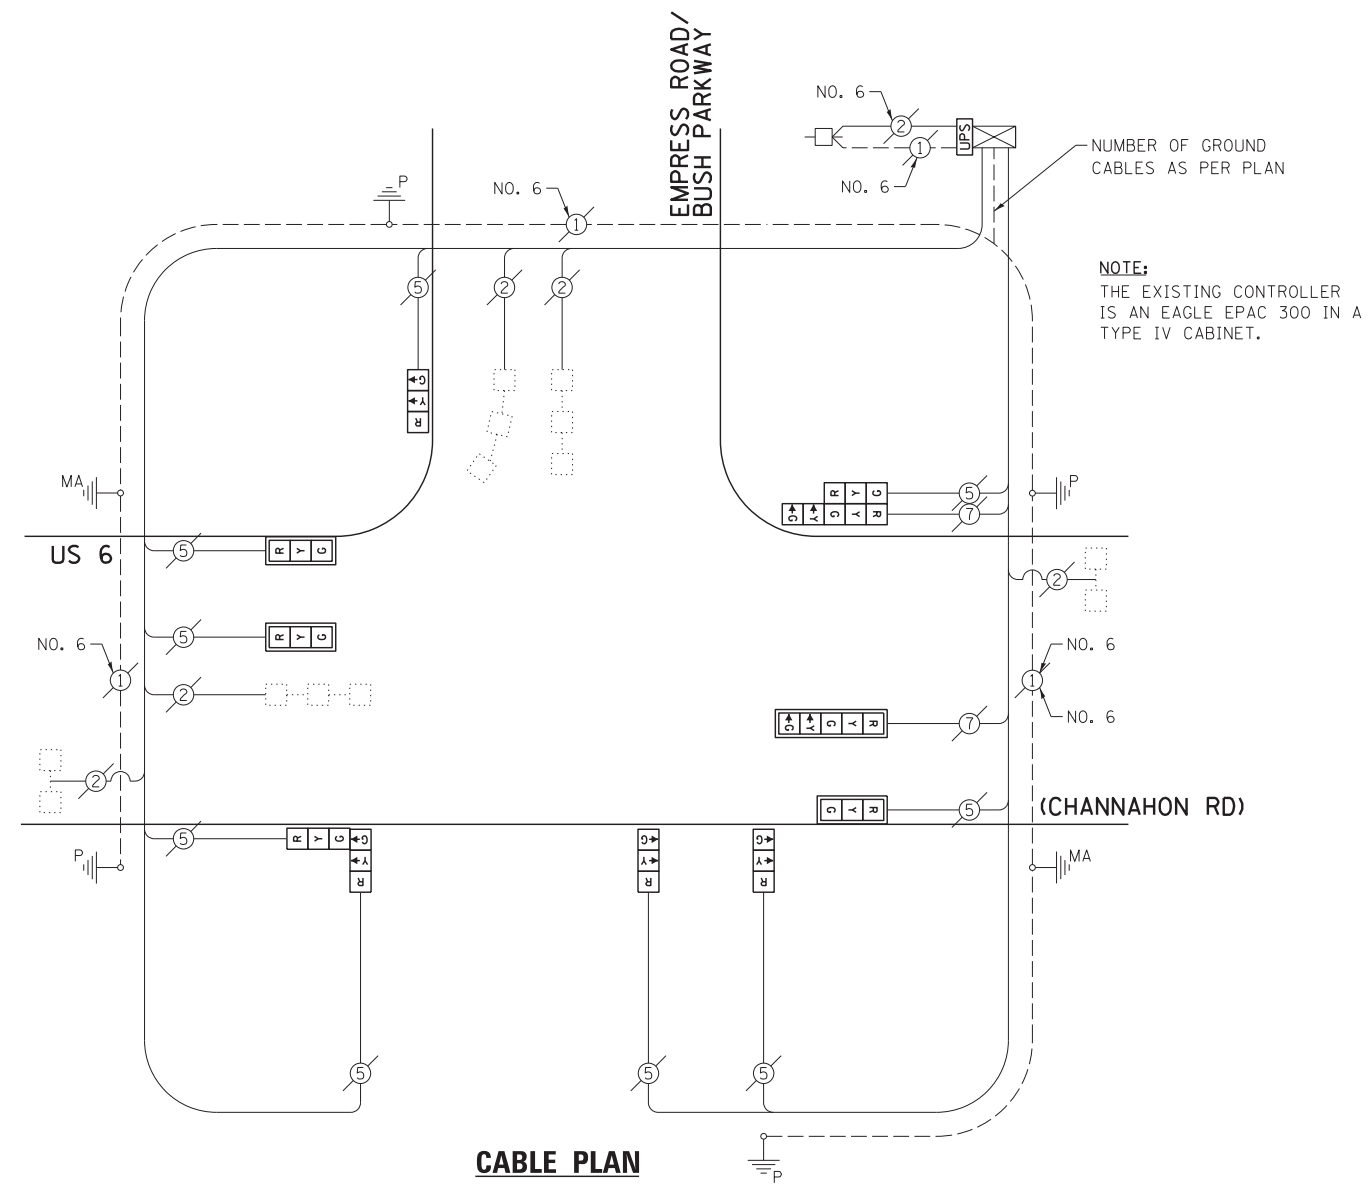 EMPRESS ROAD/
BUSH PARKWAY
NO. 6
2
UPS
1
NO. 6
NUMBER OF GROUND
CABLES AS PER PLAN
P
NO. 6
1
5
2
2
NOTE:
THE EXISTING CONTROLLER
IS AN EAGLE EPAC 300 IN A
TYPE IV CABINET.
G
Y
R
MA
R Y G
5
P
G Y G Y R
7
US 6
5
R Y G
2
5
R Y G
NO. 6
1
2
NO. 6
1
NO. 6
G Y G Y R
7
2
G Y R
5
(CHANNAHON RD)
5
R Y G
G
Y
R
G
Y
R
G
Y
R
P
MA
5
5
5
CABLE PLAN
P